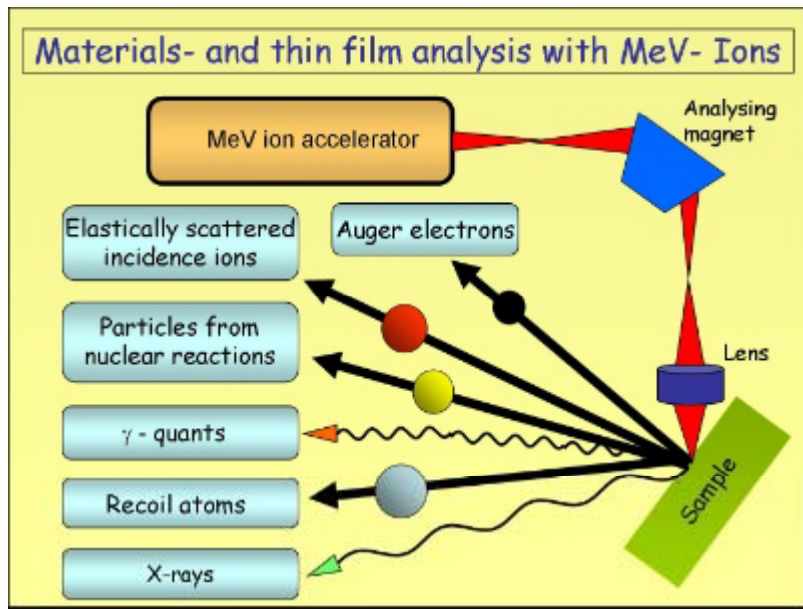 Materials- and thin film analysis with MeV- Ions
MeV ion accelerator
Analysing
magnet
Elastically scattered
incidence ions
Auger electrons
Particles from
nuclear reactions
Lens
γ - quants
Recoil atoms
Sample
X-rays